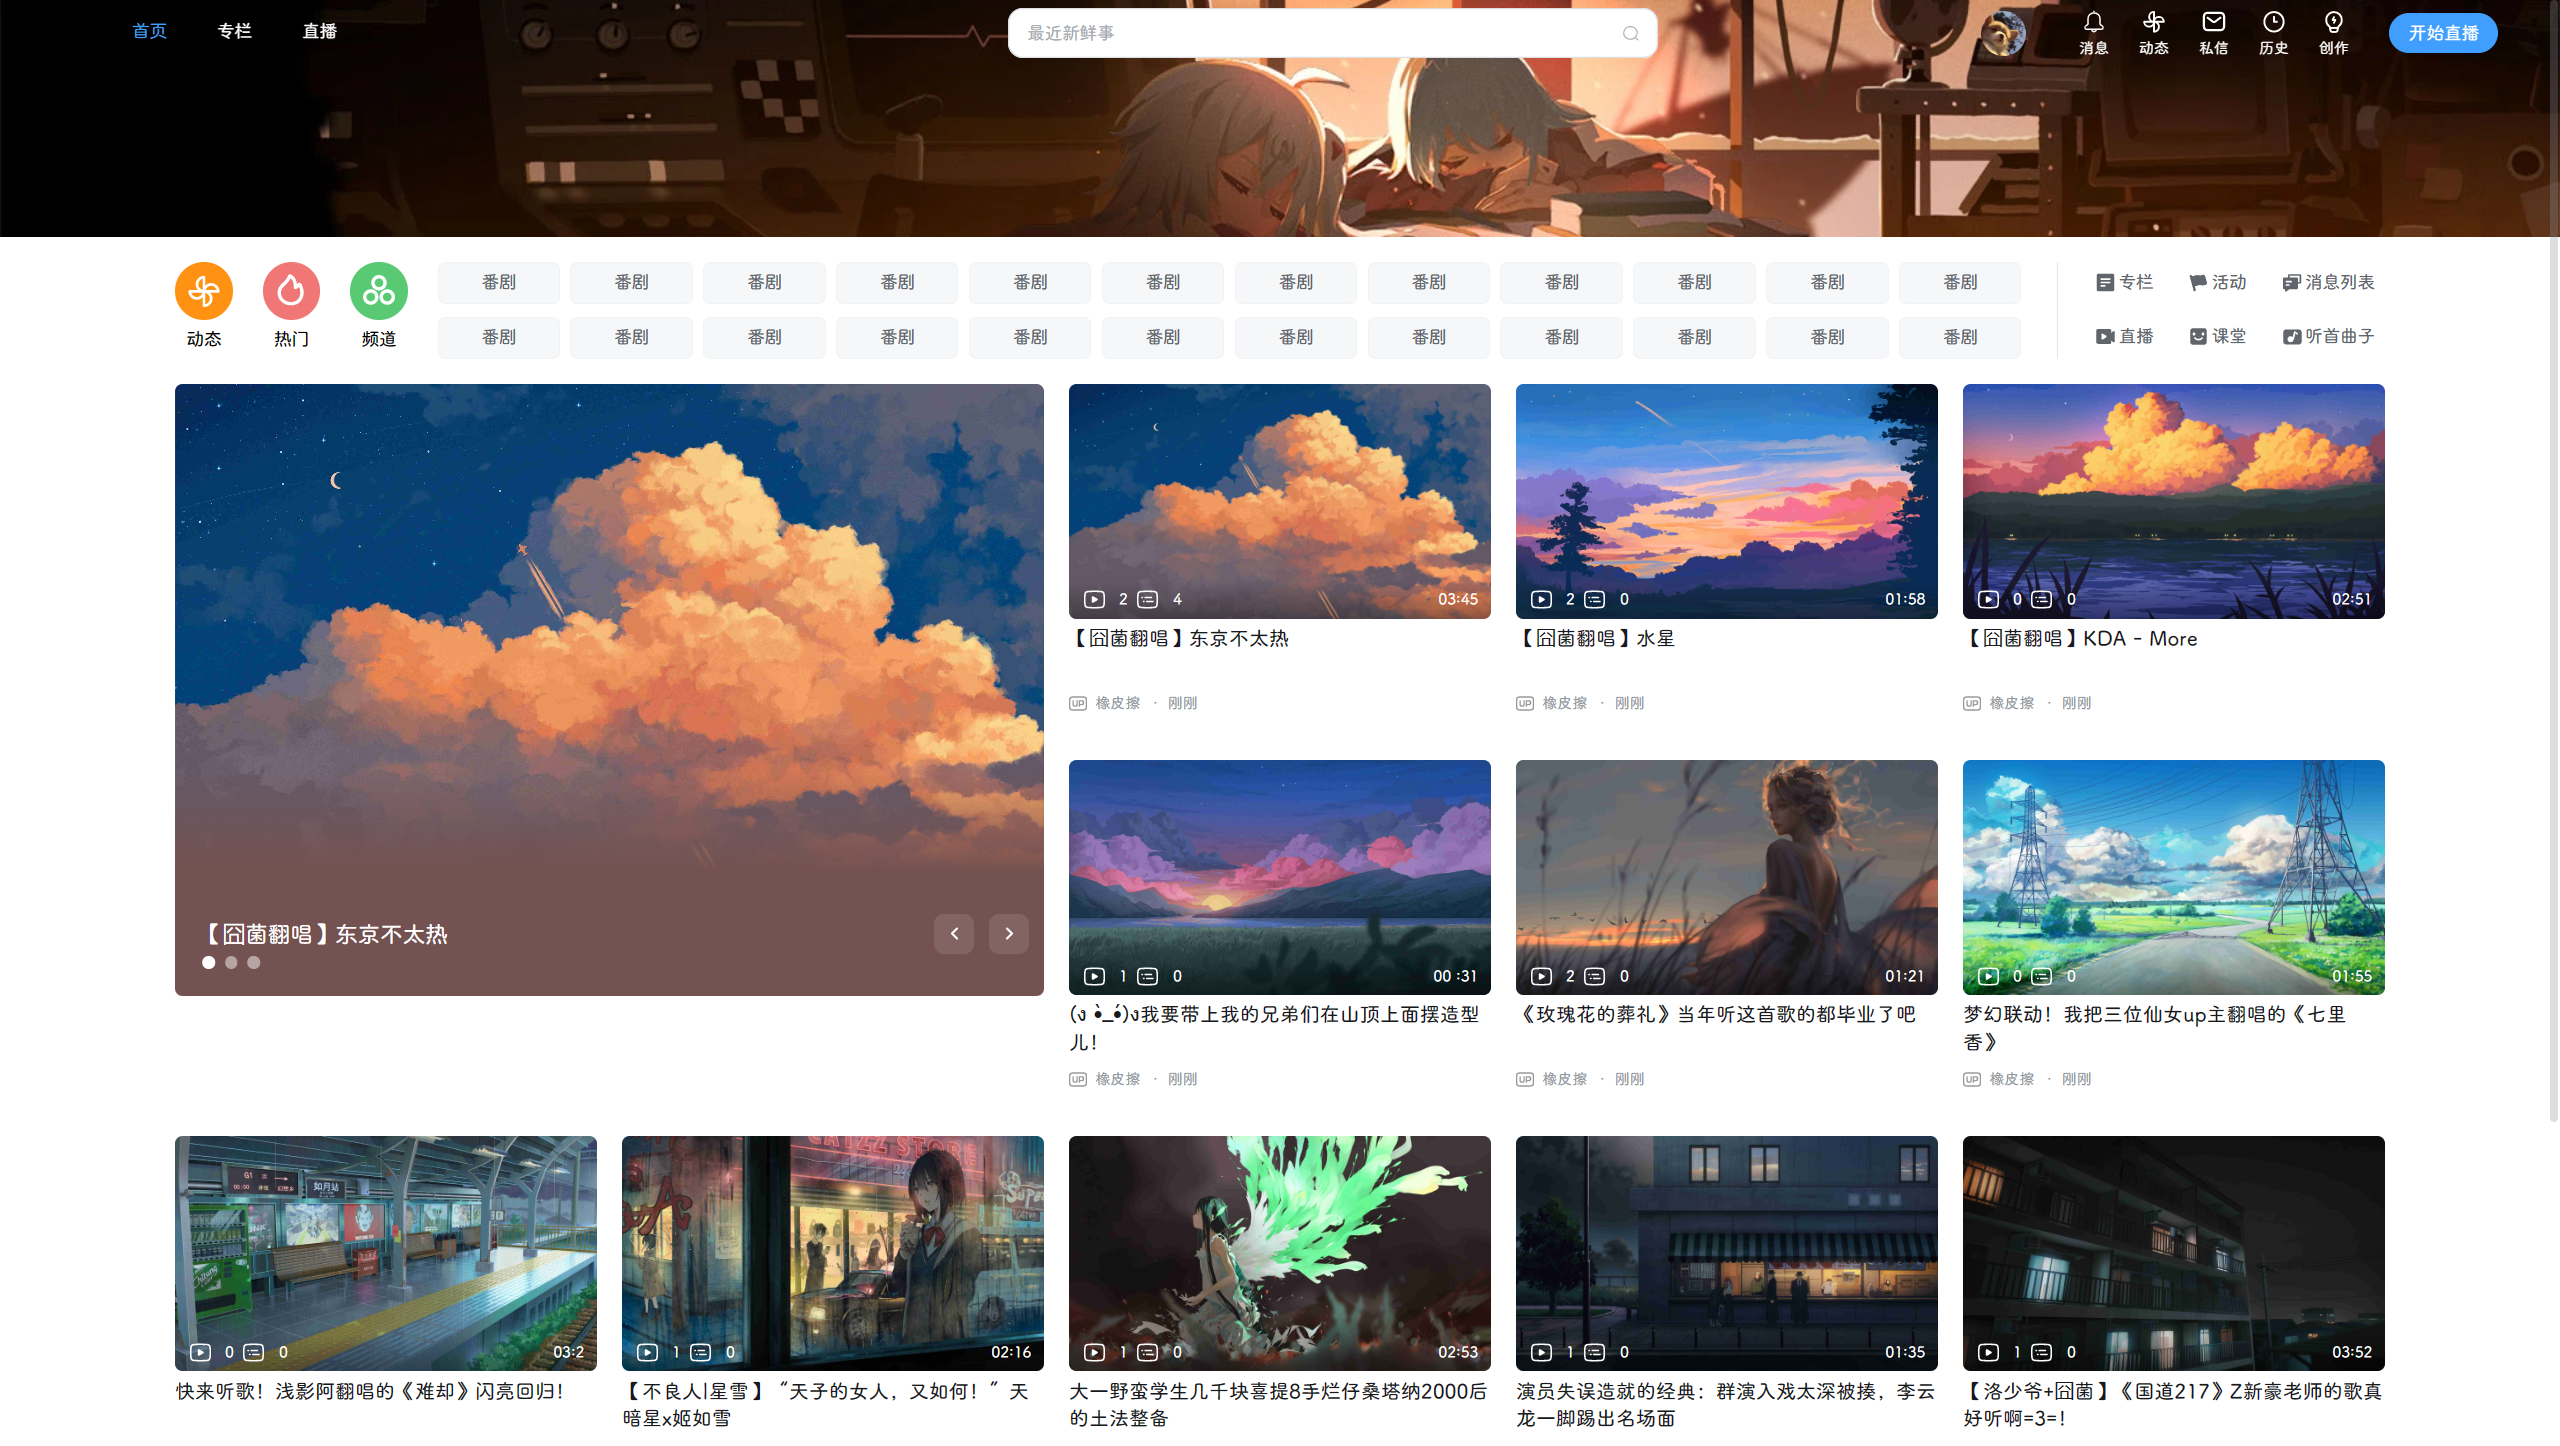 首页 专栏 直播
最近新鲜事
消息 动态 私信 历史 创作
开始直播
动态 热门 频道
番剧 番剧 番剧 番剧 番剧 番剧 番剧 番剧 番剧 番剧 番剧 番剧
番剧 番剧 番剧 番剧 番剧 番剧 番剧 番剧 番剧 番剧 番剧 番剧
专栏 活动 消息列表
直播 课堂 听首曲子
【囧菌翻唱】东京不太热
2 4 03:45
【囧菌翻唱】东京不太热
UP 橡皮擦 · 刚刚
2 0 01:58
【囧菌翻唱】水星
UP 橡皮擦 · 刚刚
0 0 02:51
【囧菌翻唱】KDA - More
UP 橡皮擦 · 刚刚
1 0 00 :31
(ง •̀_•́)ง我要带上我的兄弟们在山顶上面摆造型
儿！
UP 橡皮擦 · 刚刚
2 0 01:21
《玫瑰花的葬礼》当年听这首歌的都毕业了吧
UP 橡皮擦 · 刚刚
0 0 01:55
梦幻联动！我把三位仙女up主翻唱的《七里
香》
UP 橡皮擦 · 刚刚
G1
如月站
0 0 03:2
快来听歌！浅影阿翻唱的《难却》闪亮回归！
1 0 02:16
【不良人|星雪】“天子的女人，又如何！”天
暗星x姬如雪
1 0 02:53
大一野蛮学生几千块喜提8手烂仔桑塔纳2000后
的土法整备
1 0 01:35
演员失误造就的经典：群演入戏太深被揍，李云
龙一脚踢出名场面
1 0 03:52
【洛少爷+囧菌】《国道217》Z新豪老师的歌真
好听啊=3=！